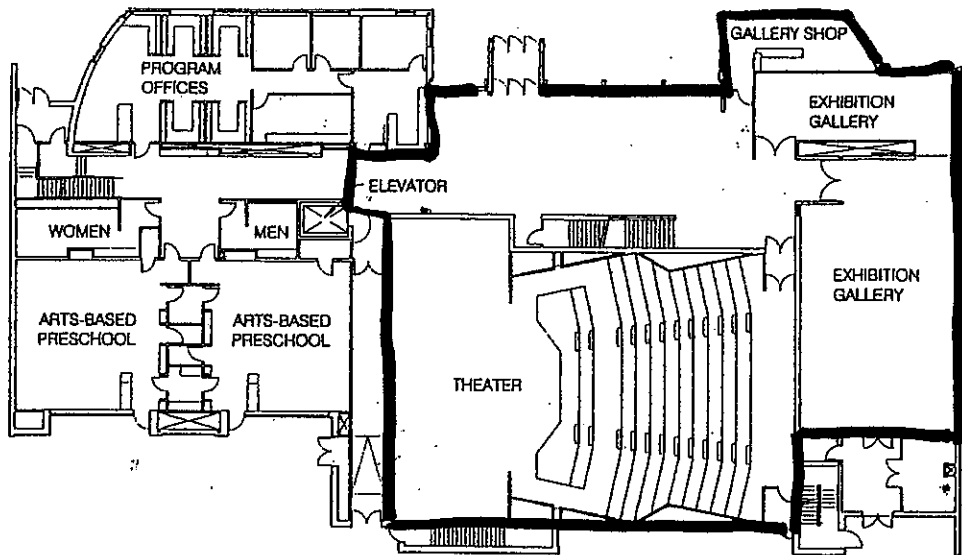 GALLERY SHOP
PROGRAM
OFFICES
EXHIBITION
GALLERY
ELEVATOR
WOMEN
MEN
EXHIBITION
GALLERY
ARTS-BASED
PRESCHOOL
ARTS-BASED
PRESCHOOL
THEATER